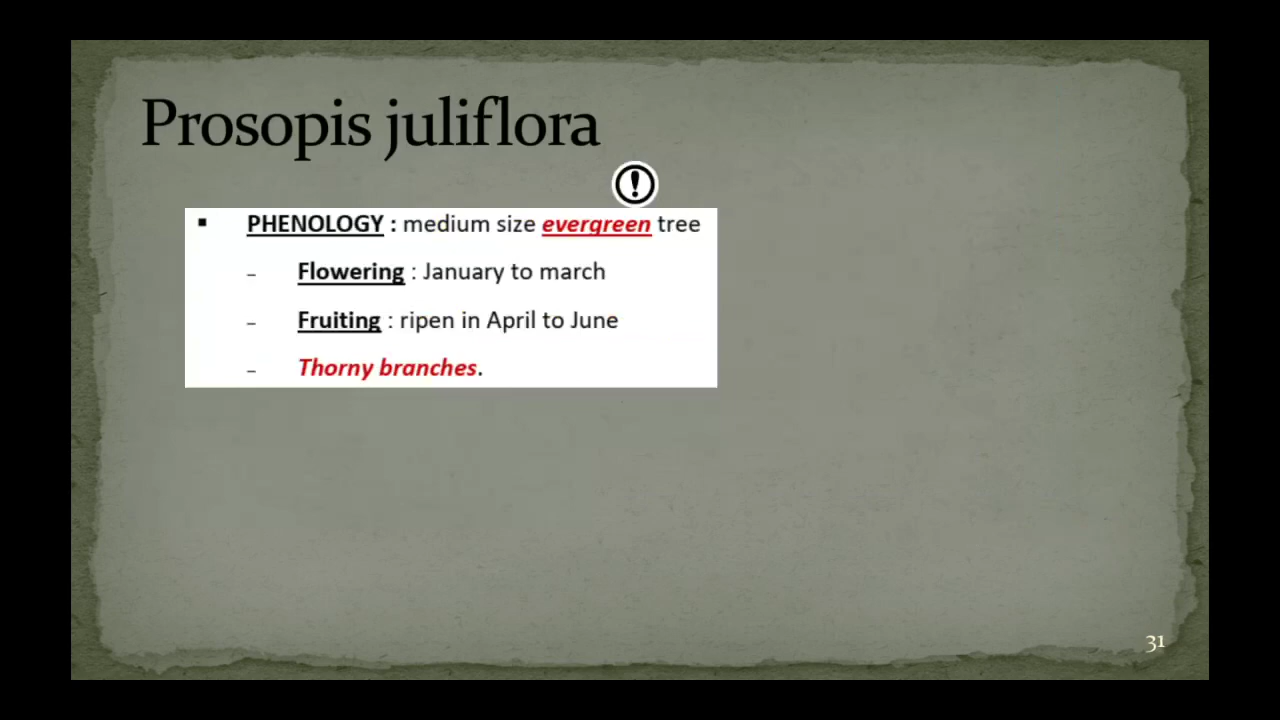 Prosopis juliflora
▪ PHENOLOGY : medium size evergreen tree
– Flowering : January to march
– Fruiting : ripen in April to June
– Thorny branches.
31